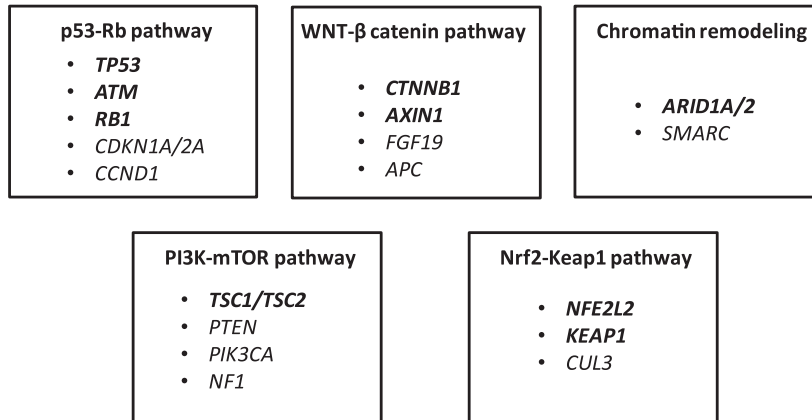 p53-Rb pathway
• TP53
• ATM
• RB1
• CDKN1A/2A
• CCND1
WNT-β catenin pathway
• CTNNB1
• AXIN1
• FGF19
• APC
Chromatin remodeling
• ARID1A/2
• SMARC
PI3K-mTOR pathway
• TSC1/TSC2
• PTEN
• PIK3CA
• NF1
Nrf2-Keap1 pathway
• NFE2L2
• KEAP1
• CUL3